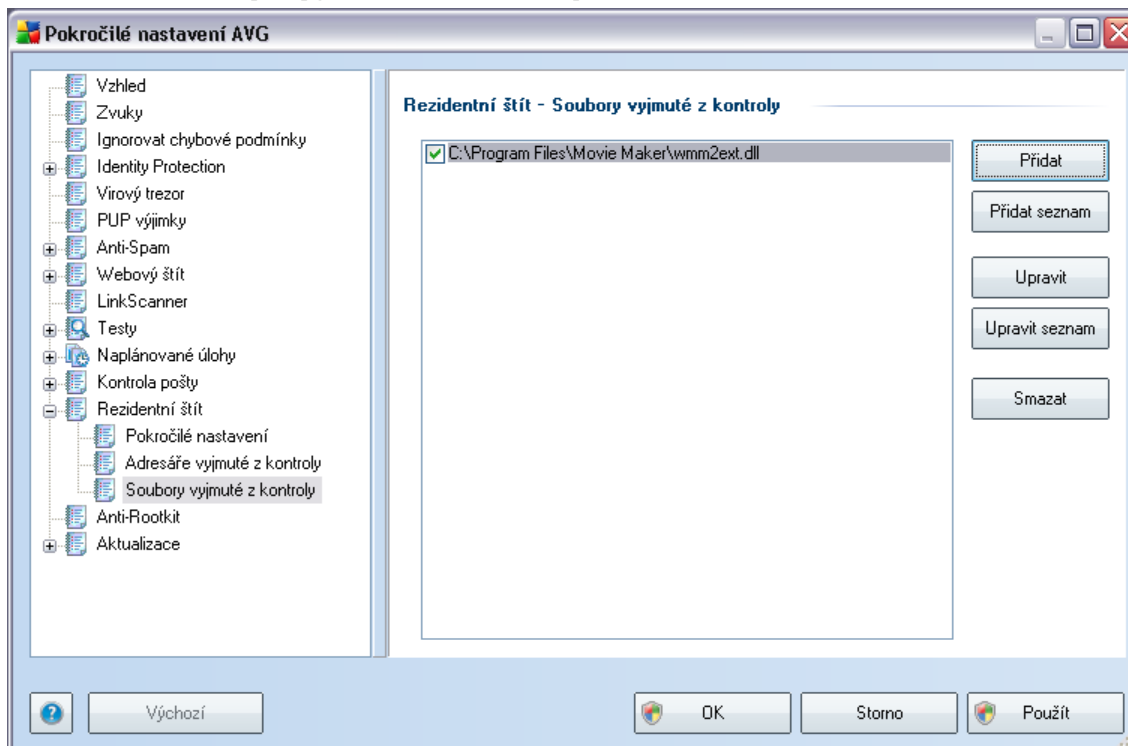 Pokročilé nastavení AVG
Vzhled
Zvuky
Ignorovat chybové podmínky
Identity Protection
Virový trezor
PUP výjimky
Anti-Spam
Webový štít
LinkScanner
Testy
Naplánované úlohy
Kontrola pošty
Rezidentní štít
Pokročilé nastavení
Adresáře vyjmuté z kontroly
Soubory vyjmuté z kontroly
Anti-Rootkit
Aktualizace
Rezidentní štít - Soubory vyjmuté z kontroly
C:\Program Files\Movie Maker\wmm2ext.dll
Přidat
Přidat seznam
Upravit
Upravit seznam
Smazat
Výchozí
OK
Storno
Použít